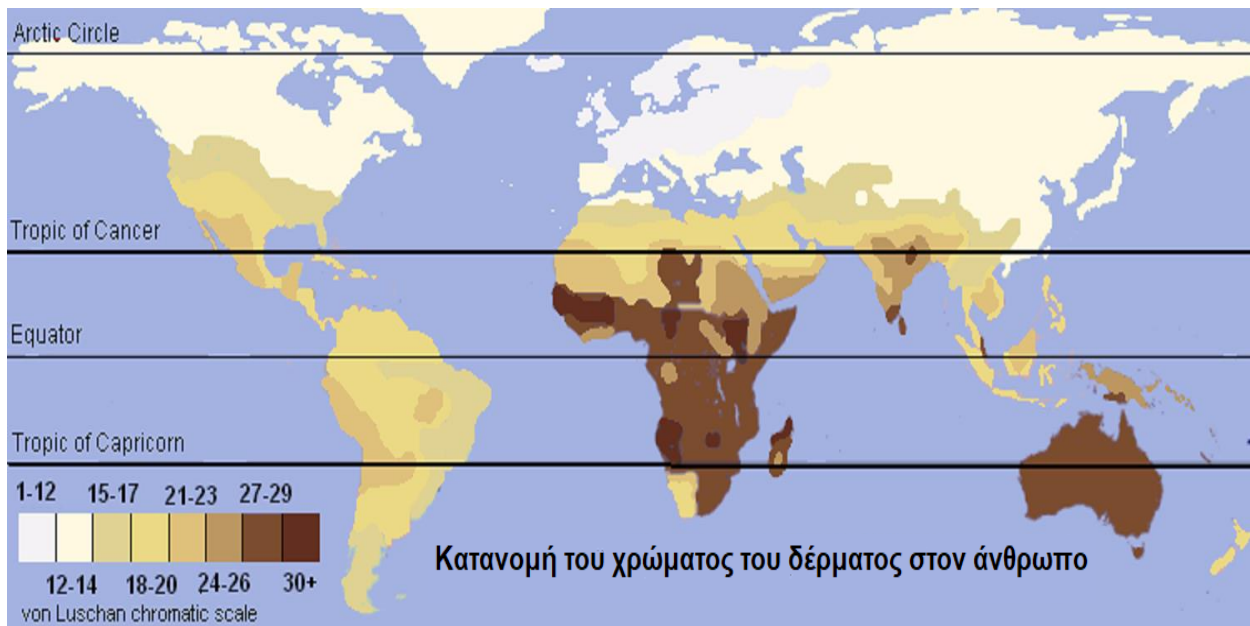 Arctic Circle
Tropic of Cancer
Equator
Tropic of Capricorn
1-12 15-17 21-23 27-29
12-14 18-20 24-26 30+
von Luschan chromatic scale
Κατανομή του χρώματος του δέρματος στον άνθρωπο